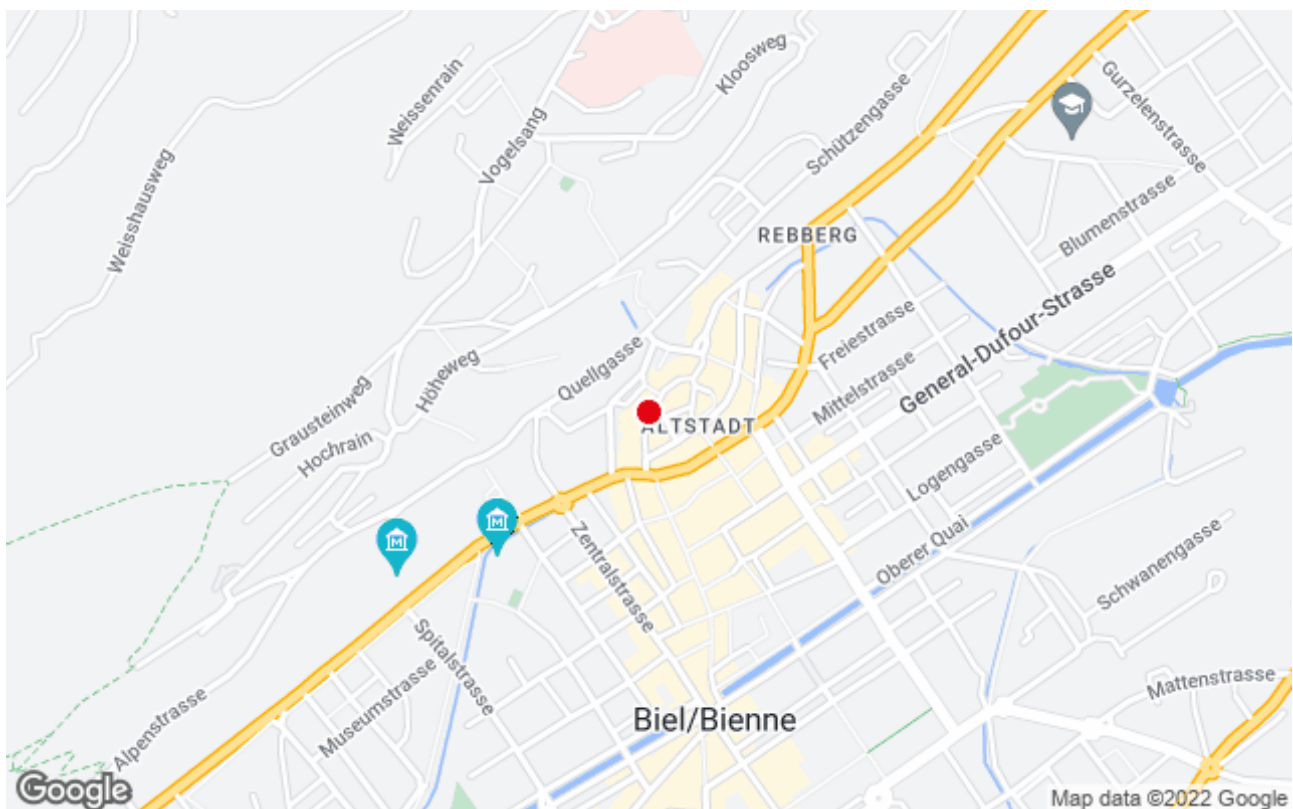 Gurzelenstrasse
Kloosweg
Weissenrain
Vogelsang
Schützengasse
Weisshausweg
Blumenstrasse
REBBERG
General-Dufour-Strasse
Freiestrasse
Quellgasse
Höheweg
Mittelstrasse
Grausteinweg
ALTSTADT
Hochrain
Logengasse
Oberer Quai
Zentralstrasse
Schwanengasse
Spitalstrasse
Mattenstrasse
Museumstrasse
Alpenstrasse
Biel/Bienne
M
M
Google
Map data ©2022 Google